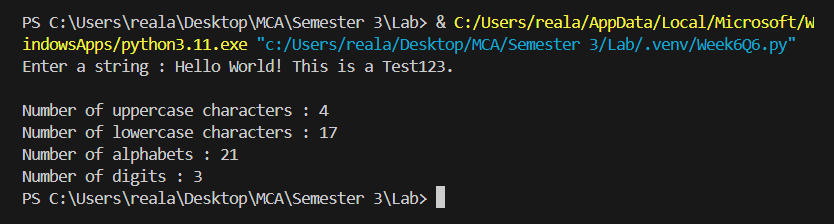 PS C:\Users\reala\Desktop\MCA\Semester 3\Lab> & C:/Users/reala/AppData/Local/Microsoft/W
indowsApps/python3.11.exe "c:/Users/reala/Desktop/MCA/Semester 3/Lab/.venv/Week6Q6.py"
Enter a string : Hello World! This is a Test123.
Number of uppercase characters : 4
Number of lowercase characters : 17
Number of alphabets : 21
Number of digits : 3
PS C:\Users\reala\Desktop\MCA\Semester 3\Lab>